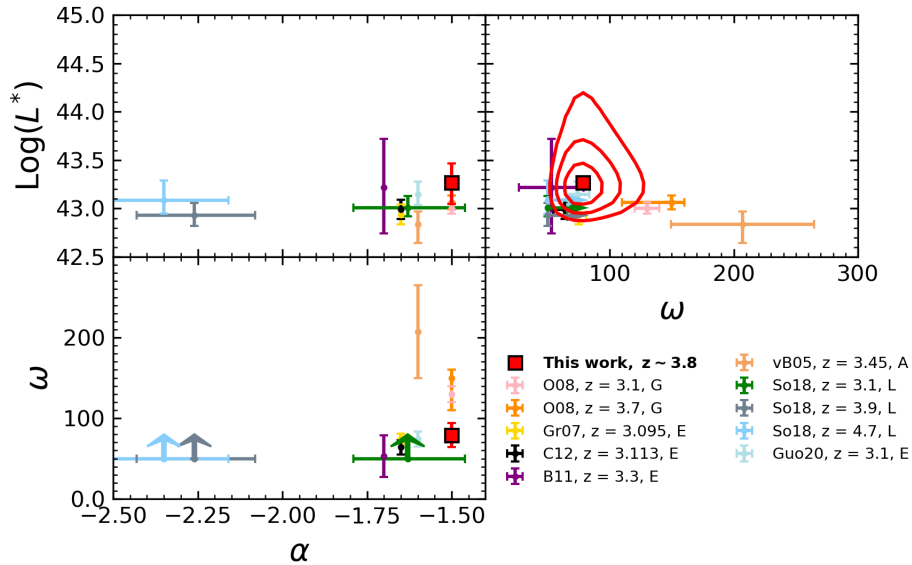 45.0
44.5
44.0
43.5
43.0
42.5
Log(L*)
100
200
300
ω
200
100
0.0
ω
−2.50
−2.25
−2.00
−1.75
−1.50
α
This work, z ~ 3.8
O08, z = 3.1, G
O08, z = 3.7, G
Gr07, z = 3.095, E
C12, z = 3.113, E
B11, z = 3.3, E
vB05, z = 3.45, A
So18, z = 3.1, L
So18, z = 3.9, L
So18, z = 4.7, L
Guo20, z = 3.1, E